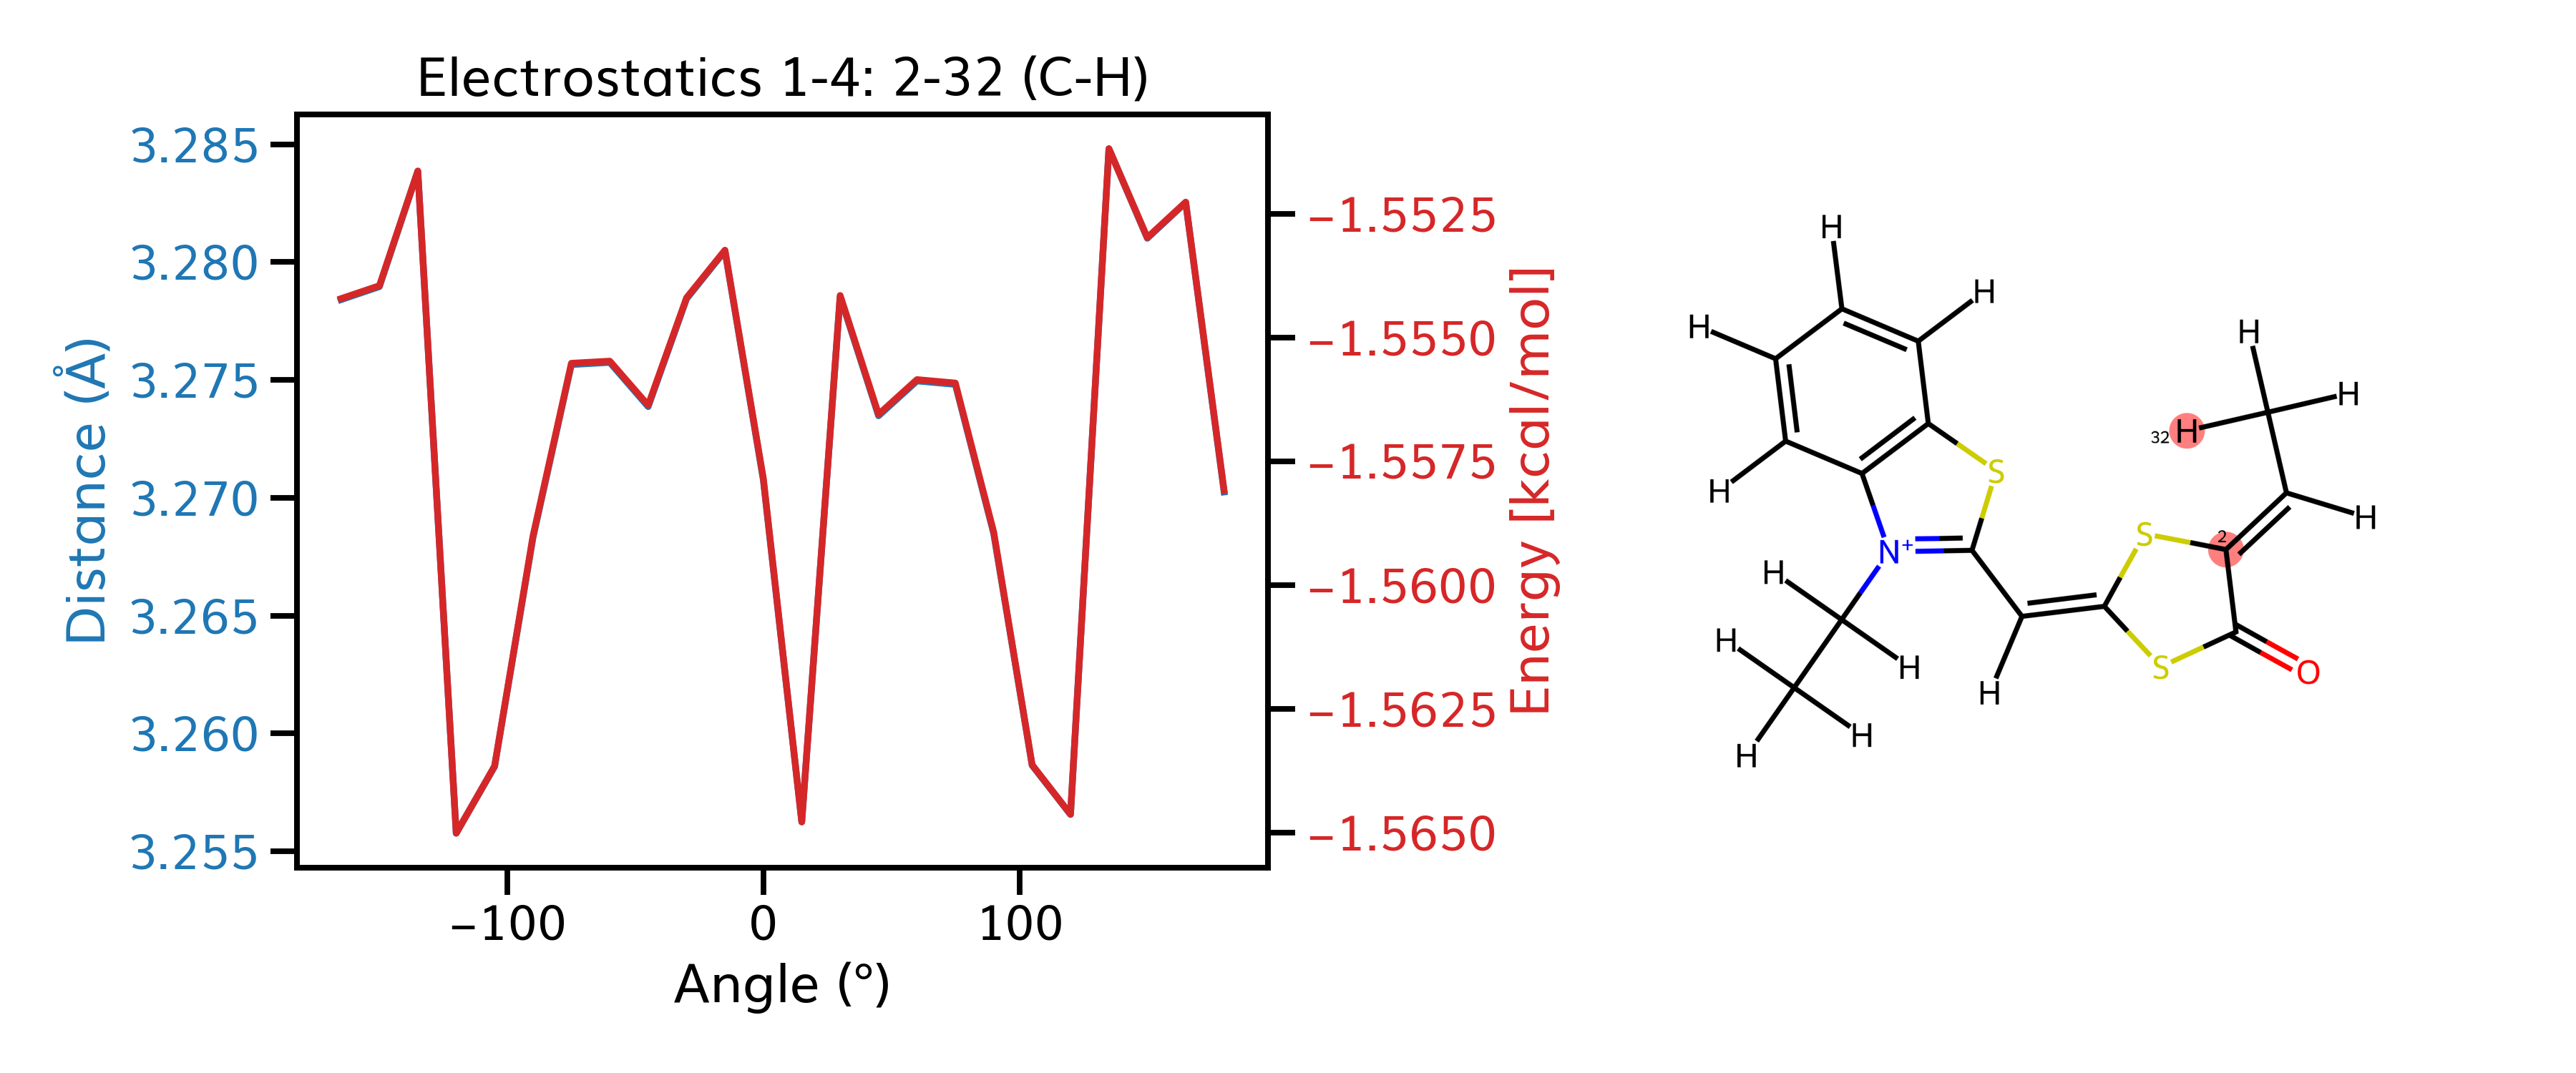 Electrostatics 1-4: 2-32 (C-H)
Distance (Å)
3.285
3.280
3.275
3.270
3.265
3.260
3.255
−1.5525
−1.5550
−1.5575
−1.5600
−1.5625
−1.5650
Energy [kcal/mol]
−100 0 100
Angle (°)
H
H
H
H
H
H
32 H
S
H
H
S
2
N+
H
H
S
H
O
H
H
H
H